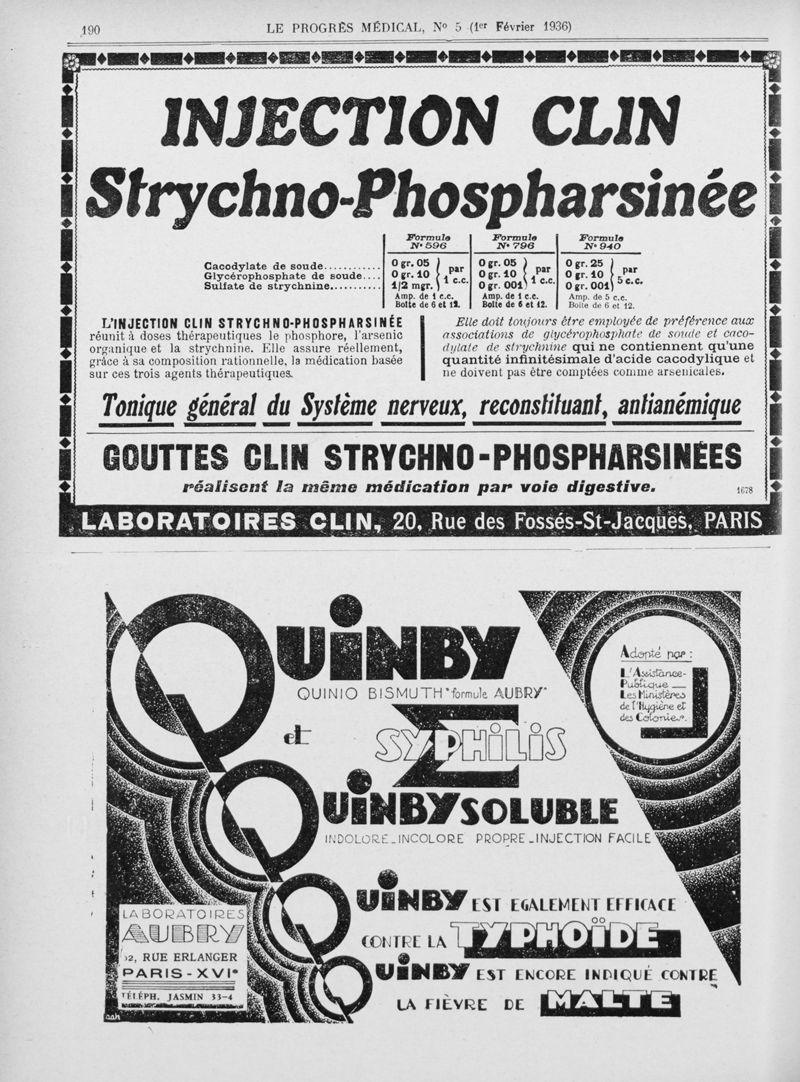 190
LE PROGRÈS MÉDICAL, No 5 (1er Février 1936)
INJECTION CLIN
Strychno-Phospharsinée
Formule No 596
Formule No 796
Formule No 940
Cacodylate de soude............ 0 gr. 05 0 gr. 05 0 gr. 25
Glycérophosphate de soude.... 0 gr. 10 par 1 c.c. 0 gr. 10 par 1 c.c. 0 gr. 10 par 5 c.c.
Sulfate de strychnine........... 1/2 mgr. 0 gr. 001 0 gr. 001
Amp. de 1 c.c. Amp. de 1 c.c. Amp. de 5 c.c.
Boîte de 6 et 12. Boîte de 6 et 12. Boîte de 6 et 12.
L'INJECTION CLIN STRYCHNO-PHOSPHARSINÉE
réunit à doses thérapeutiques le phosphore, l'arsenic
organique et la strychnine. Elle assure réellement,
grâce à sa composition rationnelle, la médication basée
sur ces trois agents thérapeutiques.
Elle doit toujours être employée de préférence aux
associations de glycérophosphate de soude et caco-
dylate de strychnine qui ne contiennent qu'une
quantité infinitésimale d'acide cacodylique et
ne doivent pas être comptées comme arsenicales.
Tonique général du Système nerveux, reconstituant, antianémique
GOUTTES CLIN STRYCHNO-PHOSPHARSINÉES
réalisent la même médication par voie digestive.
1678
LABORATOIRES CLIN, 20, Rue des Fossés-St-Jacques, PARIS
QUINBY
QUINIO BISMUTH "formule AUBRY"
et
SYPHILIS
QUINBY SOLUBLE
INDOLORE_INCOLORE PROPRE_INJECTION FACILE
Adopté par :
L'Assistance-
Publique __
Les Ministères
de l'Hygiène et
des Colonies.
QUINBY EST EGALEMENT EFFICACE
CONTRE LA TYPHOÏDE
QUINBY EST ENCORE INDIQUÉ CONTRE
LA FIÈVRE DE MALTE
LABORATOIRES
AUBRY
RUE ERLANGER
PARIS-XVIe
TÉLÉPH. JASMIN 33-4